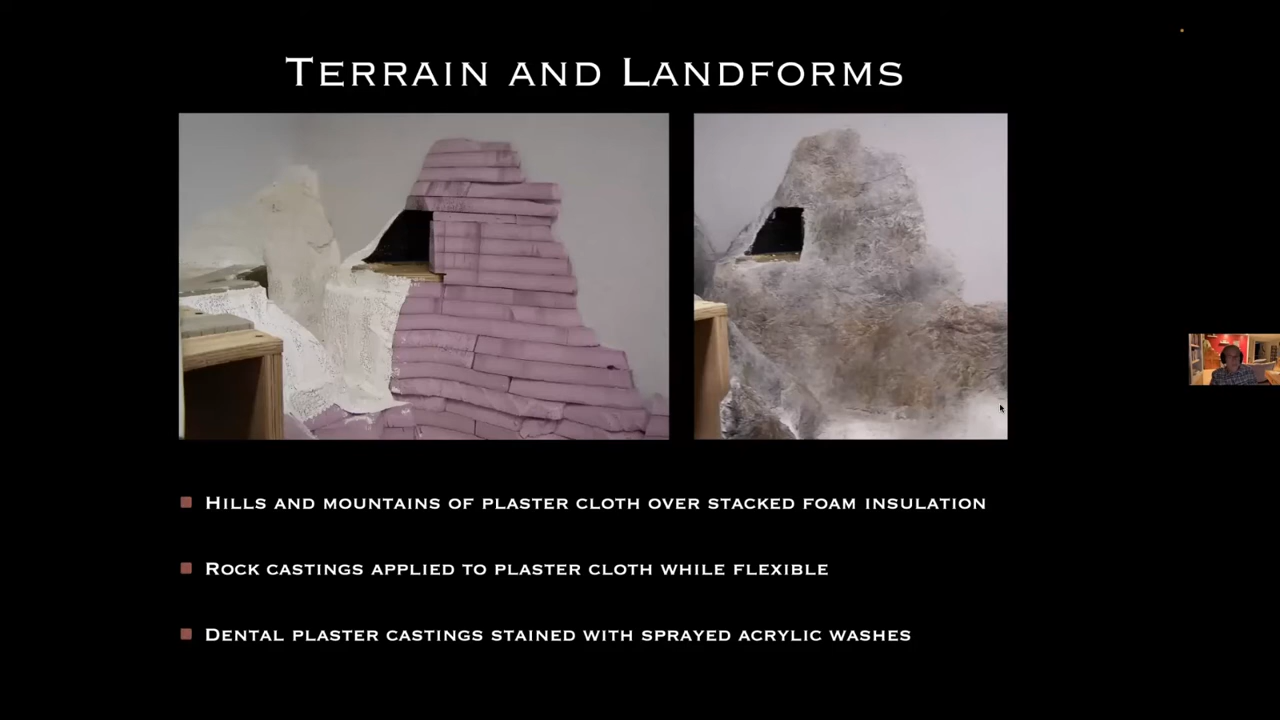 Terrain and Landforms
Hills and mountains of plaster cloth over stacked foam insulation
Rock castings applied to plaster cloth while flexible
Dental plaster castings stained with sprayed acrylic washes